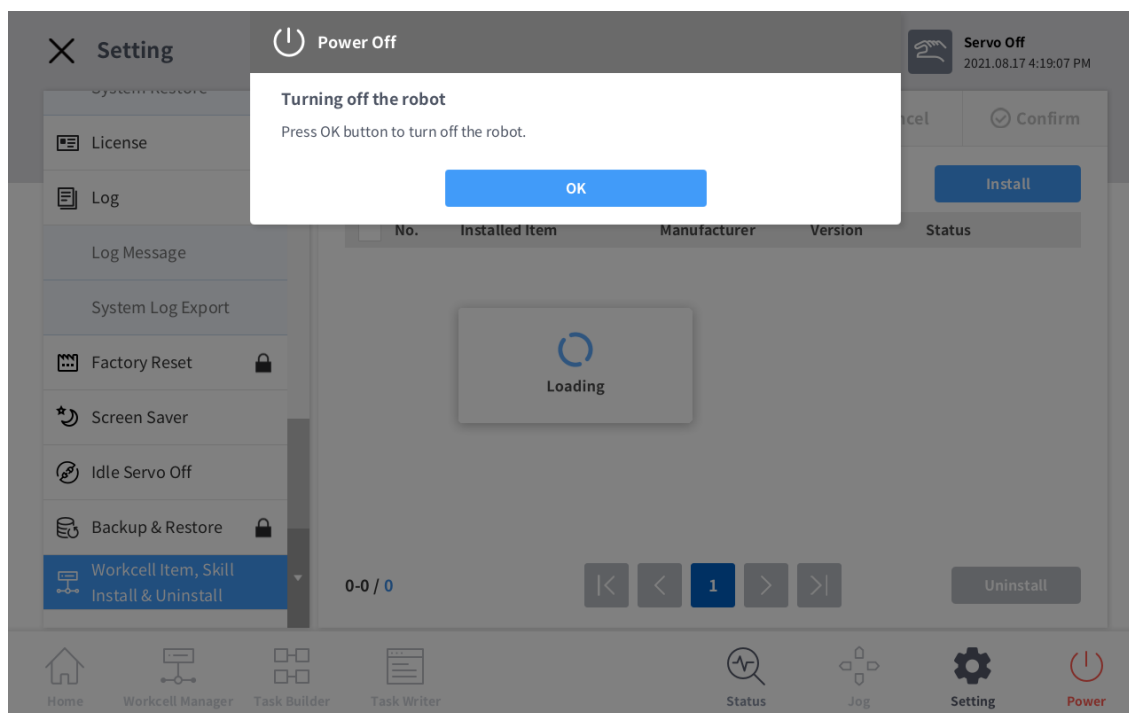 Setting
Power Off
Servo Off
2021.08.17 4:19:07 PM
Turning off the robot
Press OK button to turn off the robot.
OK
System Restore
License
Log
Log Message
System Log Export
Factory Reset
Screen Saver
Idle Servo Off
Backup & Restore
Workcell Item, Skill
Install & Uninstall
Confirm
Install
No. Installed Item Manufacturer Version Status
Loading
0-0 / 0
1
Uninstall
Home Workcell Manager Task Builder Task Writer Status Jog Setting Power